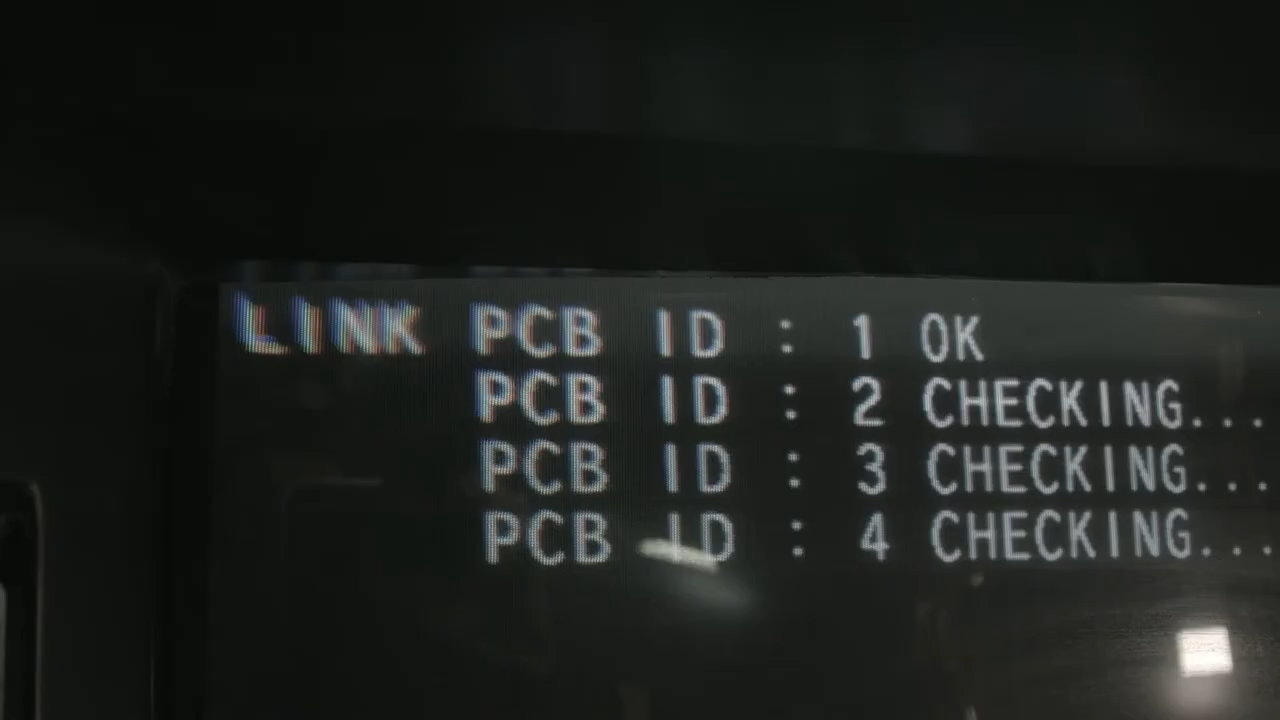 LINK PCB ID : 1 OK
PCB ID : 2 CHECKING...
PCB ID : 3 CHECKING...
PCB ID : 4 CHECKING...